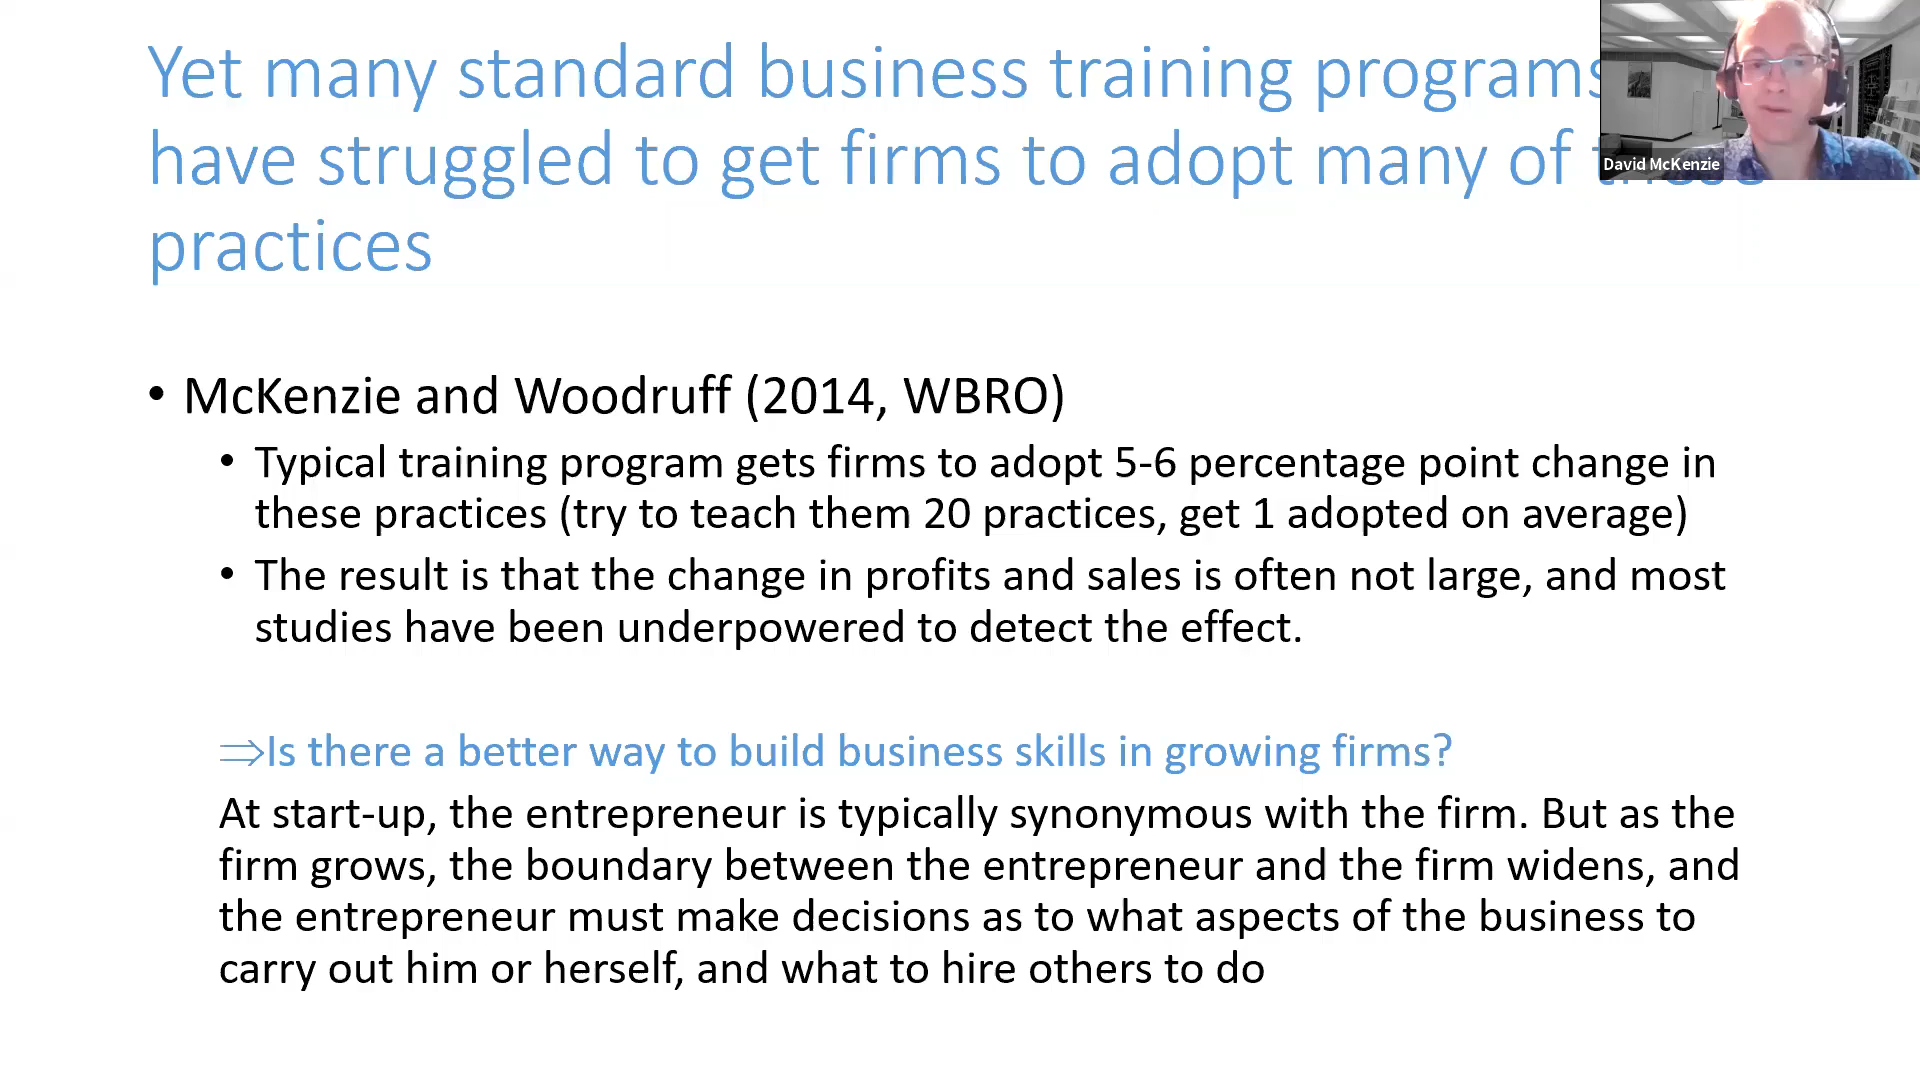 Yet many standard business training programs
have struggled to get firms to adopt many of these
practices
David McKenzie
• McKenzie and Woodruff (2014, WBRO)
• Typical training program gets firms to adopt 5-6 percentage point change in
these practices (try to teach them 20 practices, get 1 adopted on average)
• The result is that the change in profits and sales is often not large, and most
studies have been underpowered to detect the effect.
⇒Is there a better way to build business skills in growing firms?
At start-up, the entrepreneur is typically synonymous with the firm. But as the
firm grows, the boundary between the entrepreneur and the firm widens, and
the entrepreneur must make decisions as to what aspects of the business to
carry out him or herself, and what to hire others to do